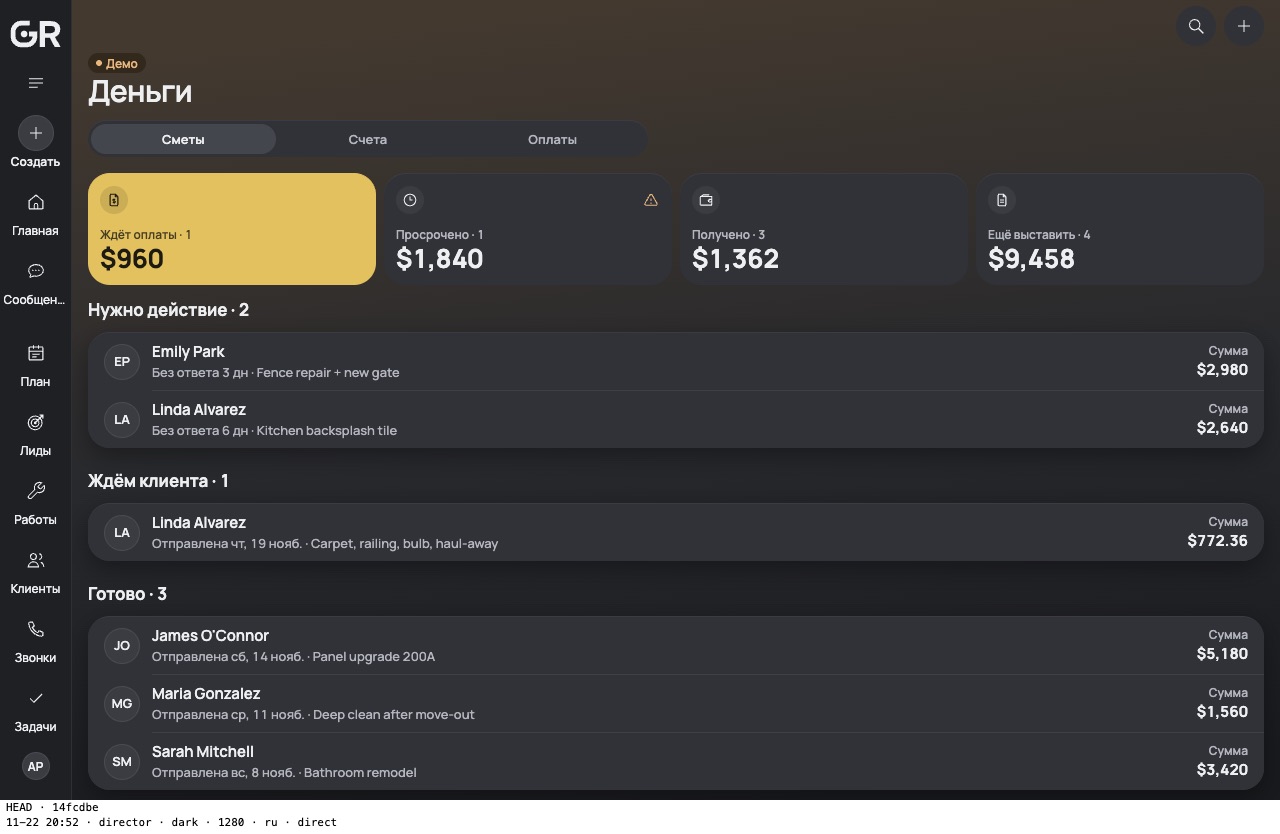 GR
Создать
Главная
Сообщен…
План
Лиды
Работы
Клиенты
Звонки
Задачи
AP
Демо
Деньги
Сметы
Счета
Оплаты
Ждёт оплаты · 1
$960
Просрочено · 1
$1,840
Получено · 3
$1,362
Ещё выставить · 4
$9,458
Нужно действие · 2
EP
Emily Park
Без ответа 3 дн · Fence repair + new gate
Сумма
$2,980
LA
Linda Alvarez
Без ответа 6 дн · Kitchen backsplash tile
Сумма
$2,640
Ждём клиента · 1
LA
Linda Alvarez
Отправлена чт, 19 нояб. · Carpet, railing, bulb, haul-away
Сумма
$772.36
Готово · 3
JO
James O'Connor
Отправлена сб, 14 нояб. · Panel upgrade 200A
Сумма
$5,180
MG
Maria Gonzalez
Отправлена ср, 11 нояб. · Deep clean after move-out
Сумма
$1,560
SM
Sarah Mitchell
Отправлена вс, 8 нояб. · Bathroom remodel
Сумма
$3,420
HEAD · 14fcdbe
11-22 20:52 · director · dark · 1280 · ru · direct